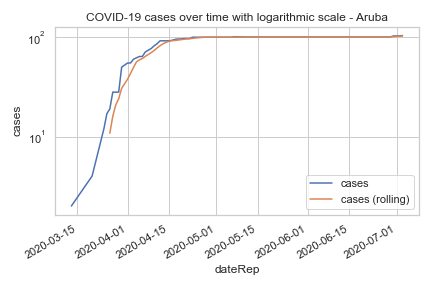 COVID-19 cases over time with logarithmic scale - Aruba
10²
10¹
cases
cases
cases (rolling)
2020-03-15
2020-04-01
2020-04-15
2020-05-01
2020-05-15
2020-06-01
2020-06-15
2020-07-01
dateRep